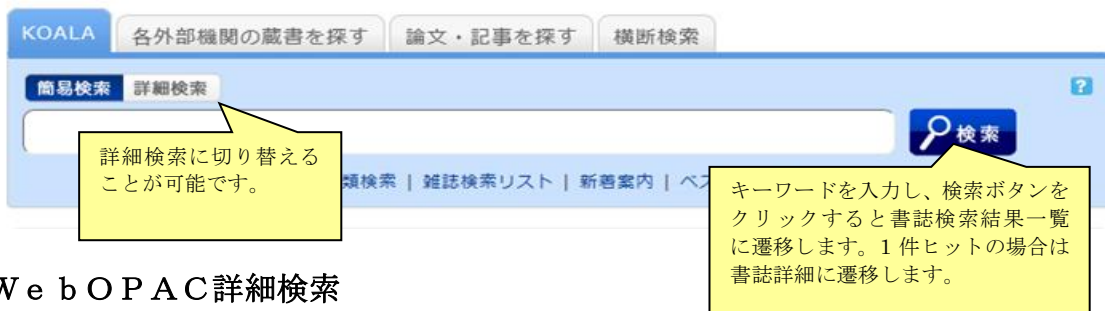 KOALA 各外部機関の蔵書を探す 論文・記事を探す 横断検索
簡易検索 詳細検索
検索
詳細検索に切り替える
ことが可能です。
類検索 | 雑誌検索リスト | 新着案内 | ベス
キーワードを入力し、検索ボタンを
クリックすると書誌検索結果一覧
に遷移します。1 件ヒットの場合は
書誌詳細に遷移します。
ＷｅｂＯＰＡＣ詳細検索